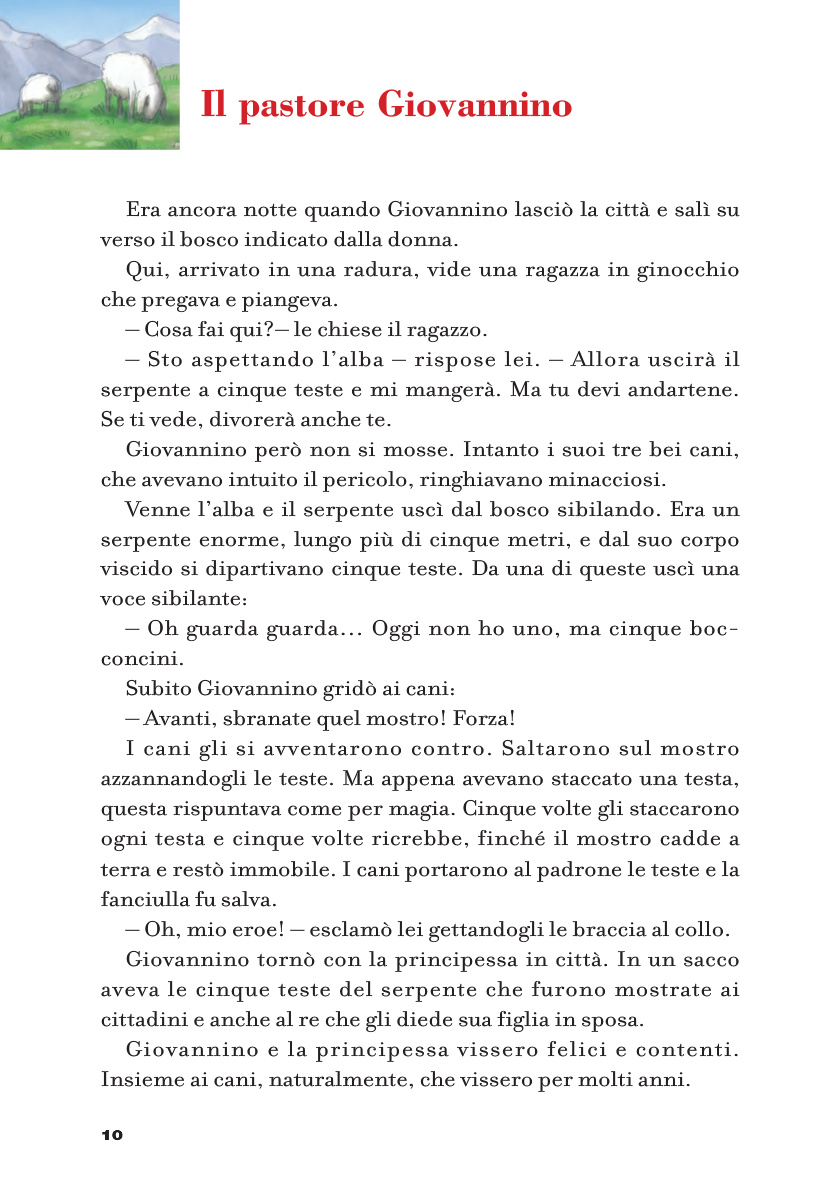 Il pastore Giovannino
Era ancora notte quando Giovannino lasciò la città e salì su
verso il bosco indicato dalla donna.
Qui, arrivato in una radura, vide una ragazza in ginocchio
che pregava e piangeva.
– Cosa fai qui?– le chiese il ragazzo.
– Sto aspettando l’alba – rispose lei. – Allora uscirà il
serpente a cinque teste e mi mangerà. Ma tu devi andartene.
Se ti vede, divorerà anche te.
Giovannino però non si mosse. Intanto i suoi tre bei cani,
che avevano intuito il pericolo, ringhiavano minacciosi.
Venne l’alba e il serpente uscì dal bosco sibilando. Era un
serpente enorme, lungo più di cinque metri, e dal suo corpo
viscido si dipartivano cinque teste. Da una di queste uscì una
voce sibilante:
– Oh guarda guarda... Oggi non ho uno, ma cinque boc-
concini.
Subito Giovannino gridò ai cani:
– Avanti, sbranate quel mostro! Forza!
I cani gli si avventarono contro. Saltarono sul mostro
azzannandogli le teste. Ma appena avevano staccato una testa,
questa rispuntava come per magia. Cinque volte gli staccarono
ogni testa e cinque volte ricrebbe, finché il mostro cadde a
terra e restò immobile. I cani portarono al padrone le teste e la
fanciulla fu salva.
– Oh, mio eroe! – esclamò lei gettandogli le braccia al collo.
Giovannino tornò con la principessa in città. In un sacco
aveva le cinque teste del serpente che furono mostrate ai
cittadini e anche al re che gli diede sua figlia in sposa.
Giovannino e la principessa vissero felici e contenti.
Insieme ai cani, naturalmente, che vissero per molti anni.
10